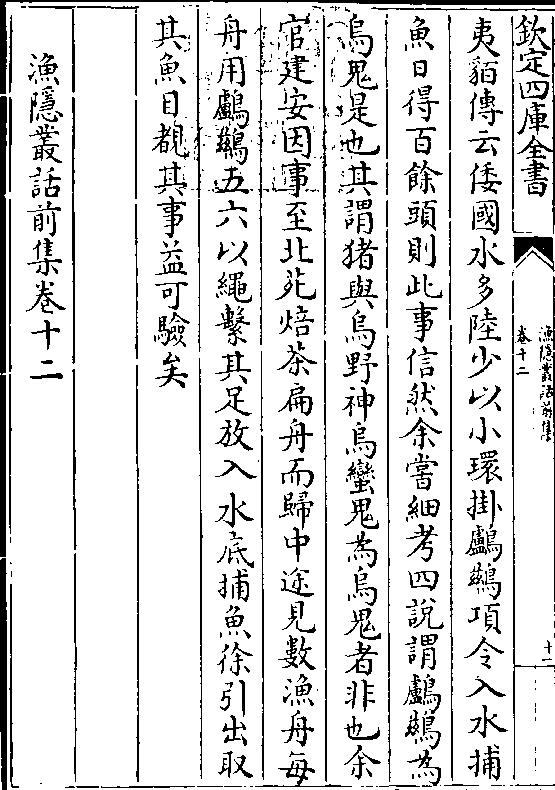 欽定四庫全書
漁隱叢話前集
卷十二
十二
夷貊傳云倭國水多陸少以小環掛鸕鷀項令入水捕
魚日得百餘頭則此事信然余嘗細考四說謂鸕鷀為
烏鬼是也其謂猪與烏野神烏蠻鬼為烏鬼者非也余
官建安因事至北苑焙茶扁舟而歸中途見數漁舟每
舟用鸕鷀五六以繩繫其足放入水底捕魚徐引出取
其魚目覩其事益可驗矣
漁隱叢話前集卷十二